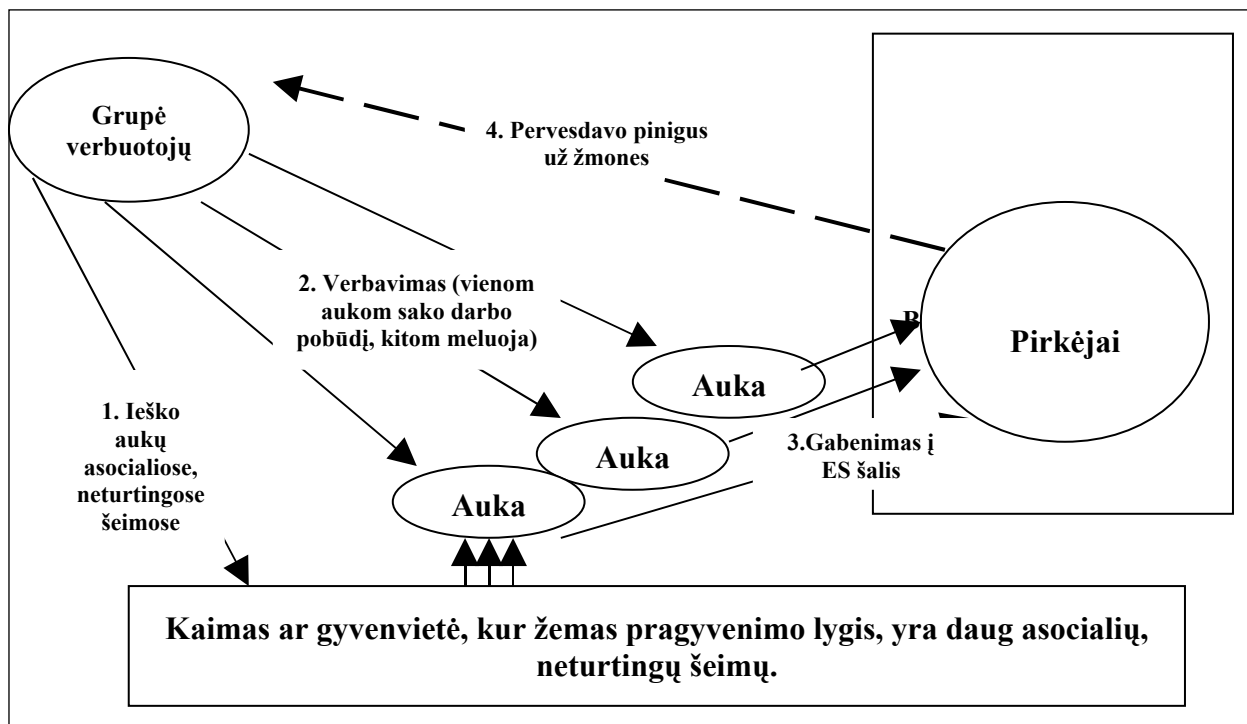 Grupė
verbuotojų
4. Pervesdavo pinigus
už žmones
2. Verbavimas (vienom
aukom sako darbo
pobūdį, kitom meluoja)
Pirkėjai
Auka
1. Ieško
aukų
asocialiose,
neturtingose
šeimose
Auka
3.Gabenimas į
ES šalis
Auka
Kaimas ar gyvenvietė, kur žemas pragyvenimo lygis, yra daug asocialių,
neturtingų šeimų.